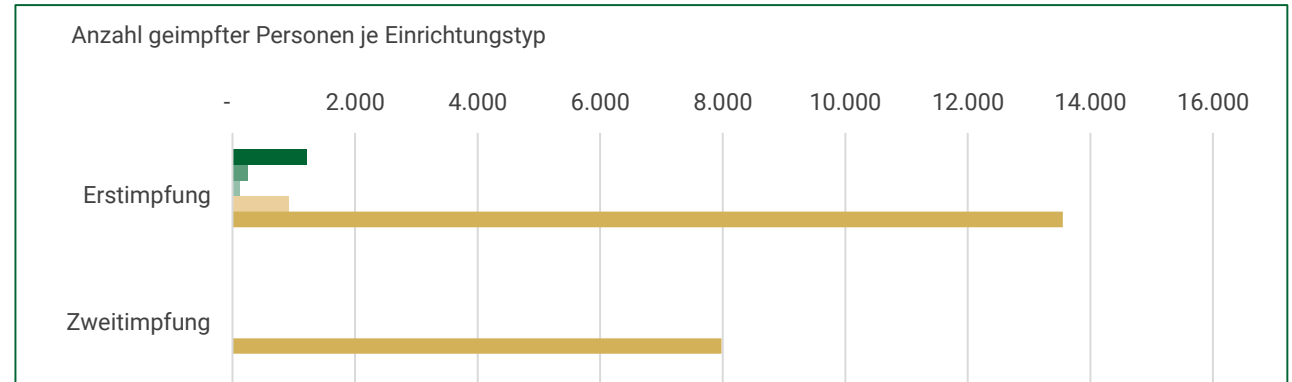 Anzahl geimpfter Personen je Einrichtungstyp
- 2.000 4.000 6.000 8.000 10.000 12.000 14.000 16.000
Erstimpfung
Zweitimpfung